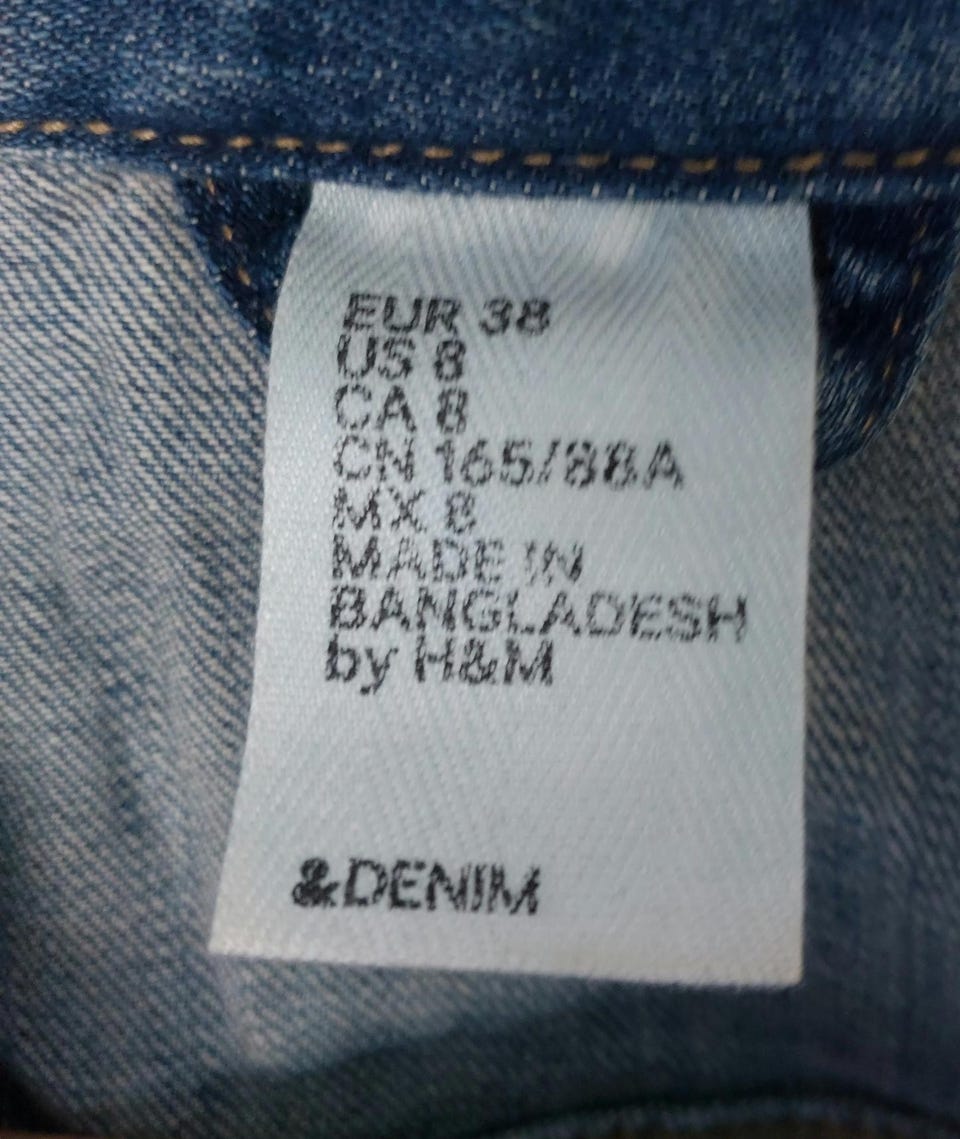 EUR 38
US 8
CA 8
CN 165/88A
MX 8
MADE IN
BANGLADESH
by H&M
&DENIM